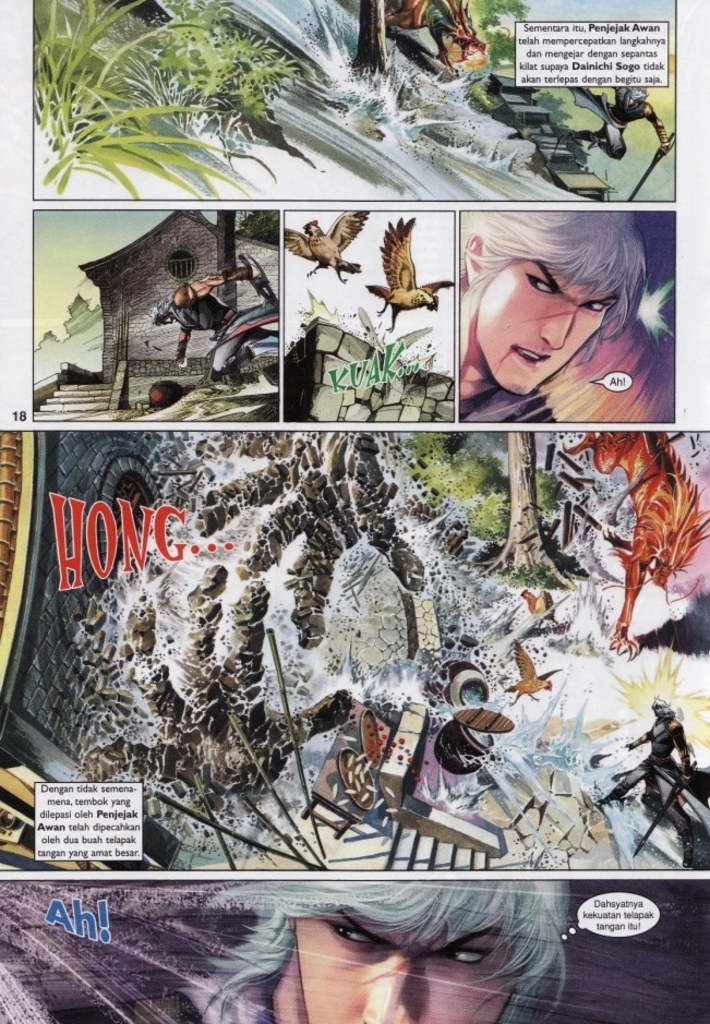 Sementara itu, Penjejak Awan
telah mempercepatkan langkahnya
dan mengejar dengan sepantas
kilat supaya Dainichi Sogo tidak
akan terlepas dengan begitu saja.
KUAK...
Ah!
18
HONG...
Dengan tidak semena-
mena, tembok yang
dilepasi oleh Penjejak
Awan telah dipecahkan
oleh dua buah telapak
tangan yang amat besar.
Ah!
Dahsyatnya
kekuatan telapak
tangan itu!